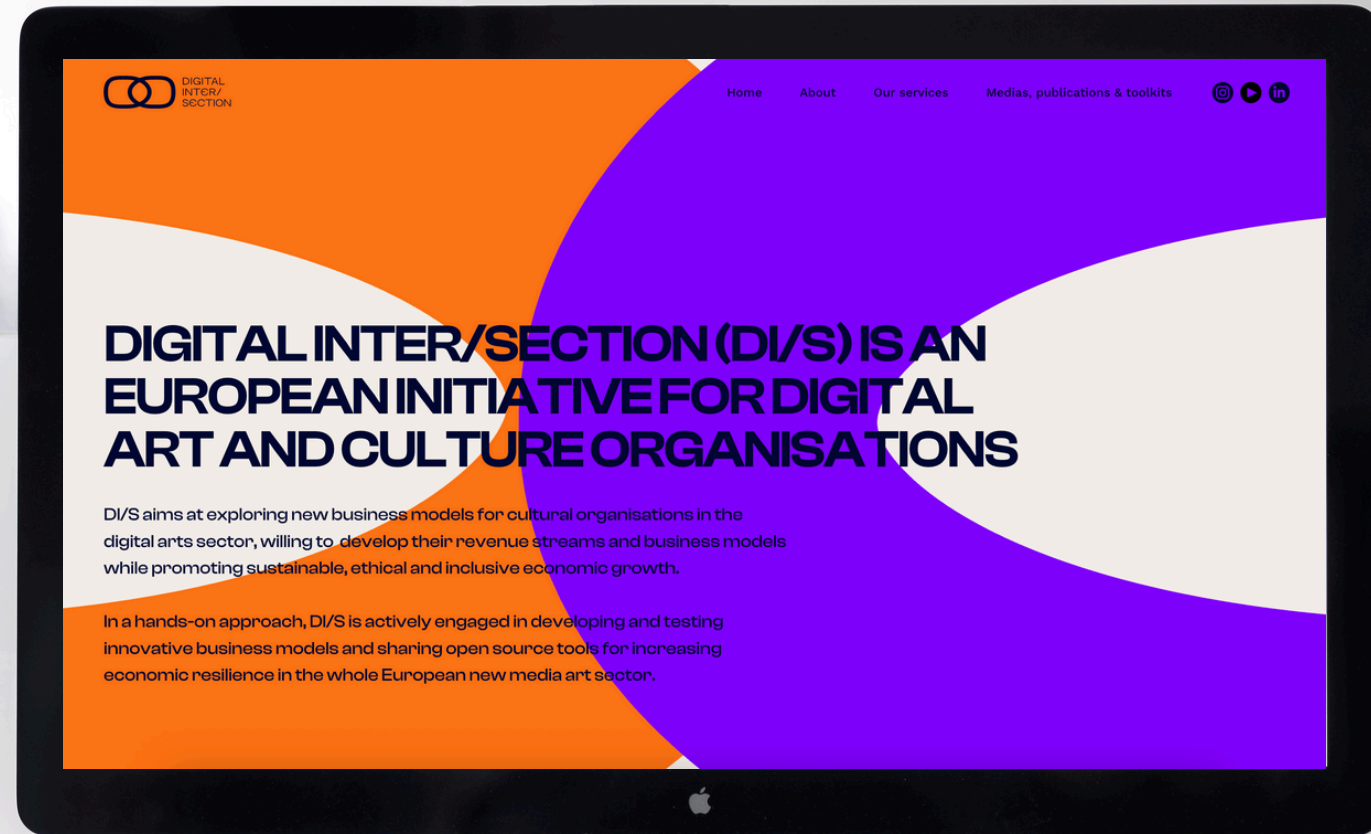 DIGITAL
INTER/
SECTION
Home About Our services Medias, publications & toolkits
in
DIGITAL INTER/SECTION (DI/S) IS AN
EUROPEAN INITIATIVE FOR DIGITAL
ART AND CULTURE ORGANISATIONS
DI/S aims at exploring new business models for cultural organisations in the
digital arts sector, willing to develop their revenue streams and business models
while promoting sustainable, ethical and inclusive economic growth.
In a hands-on approach, DI/S is actively engaged in developing and testing
innovative business models and sharing open source tools for increasing
economic resilience in the whole European new media art sector.